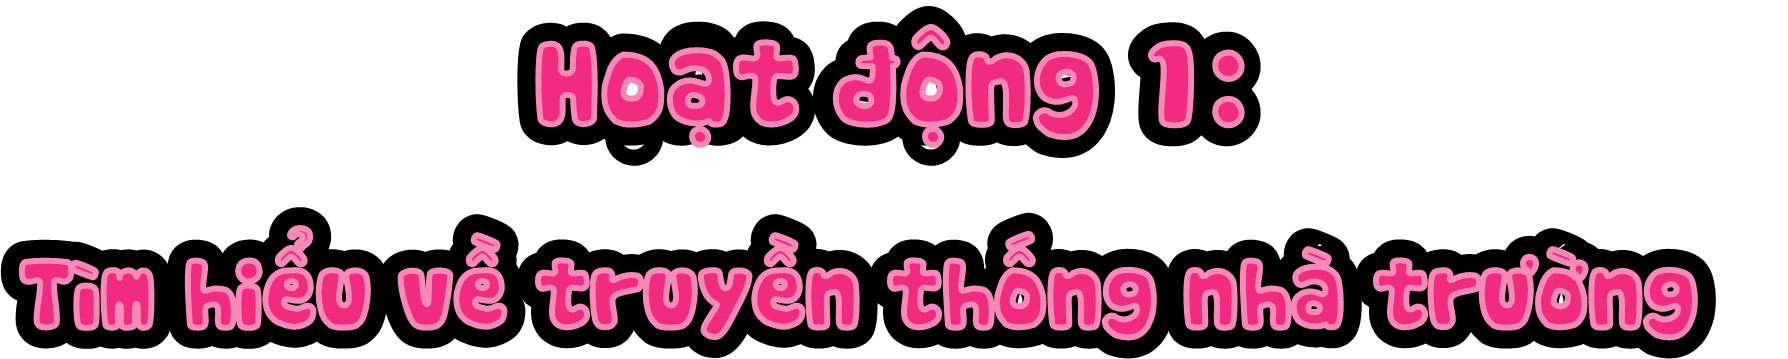 Hoạt động 1:
Tìm hiểu về truyền thống nhà trường